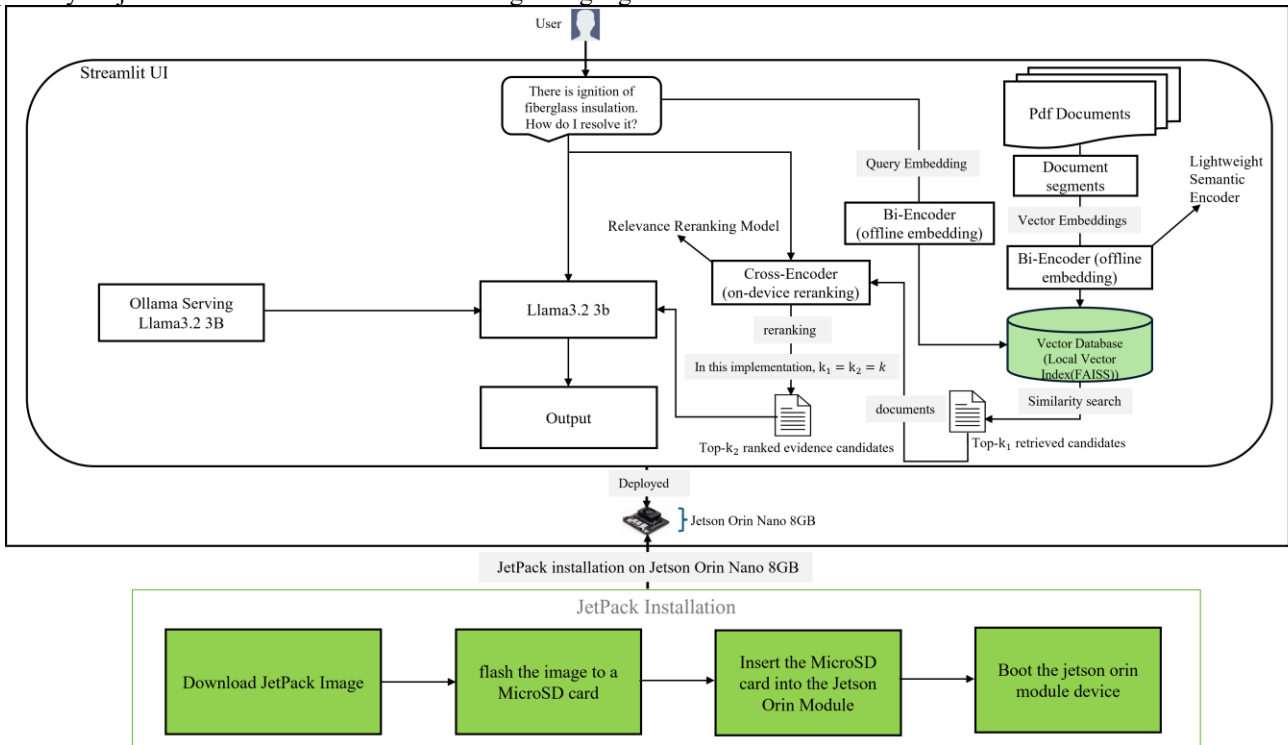 User
Streamlit UI
There is ignition of
fiberglass insulation.
How do I resolve it?
Pdf Documents
Query Embedding
Document
segments
Lightweight
Semantic
Encoder
Vector Embeddings
Bi-Encoder
(offline embedding)
Relevance Reranking Model
Bi-Encoder (offline
embedding)
Cross-Encoder
(on-device reranking)
Ollama Serving
Llama3.2 3B
Llama3.2 3b
reranking
Vector Database
(Local Vector
Index(FAISS))
In this implementation, k₁ = k₂ = k
Similarity search
documents
Output
Top-k₂ ranked evidence candidates
Top-k₁ retrieved candidates
Deployed
Jetson Orin Nano 8GB
JetPack installation on Jetson Orin Nano 8GB
JetPack Installation
Download JetPack Image
flash the image to a
MicroSD card
Insert the MicroSD
card into the Jetson
Orin Module
Boot the jetson orin
module device